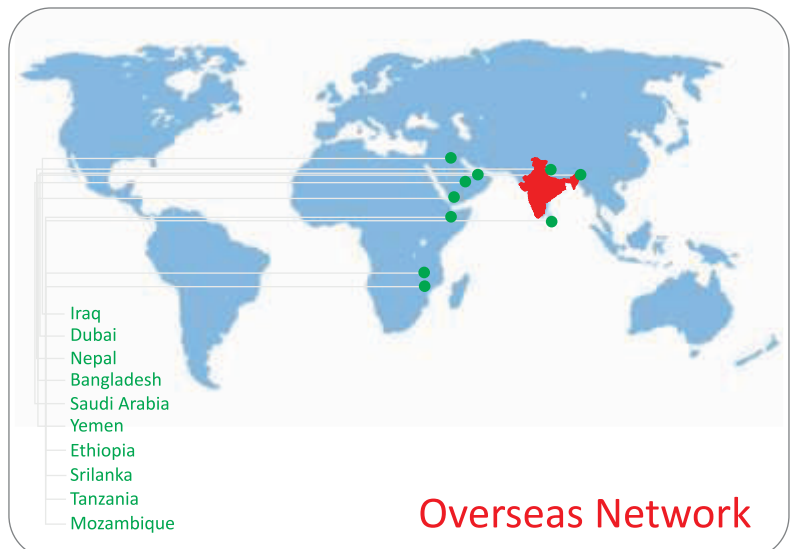 Iraq
Dubai
Nepal
Bangladesh
Saudi Arabia
Yemen
Ethiopia
Srilanka
Tanzania
Mozambique
Overseas Network